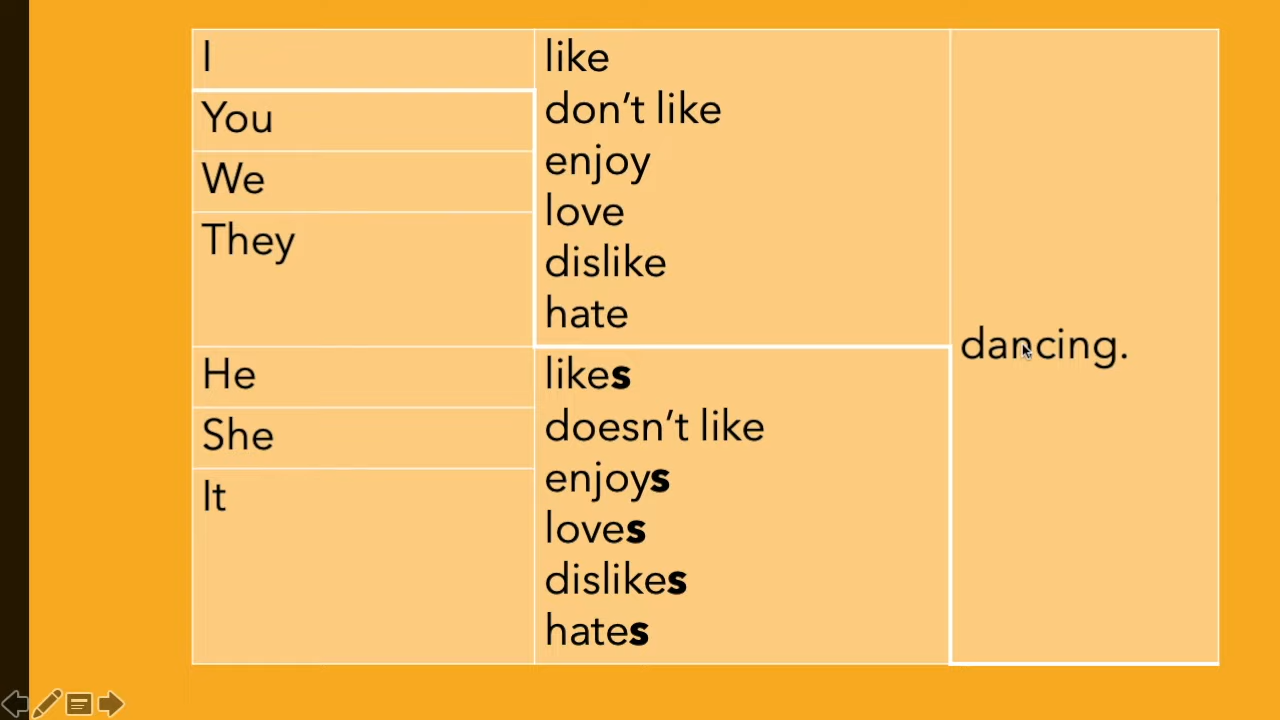 I
You
We
They
like
don’t like
enjoy
love
dislike
hate
He
She
It
likes
doesn’t like
enjoys
loves
dislikes
hates
dancing.